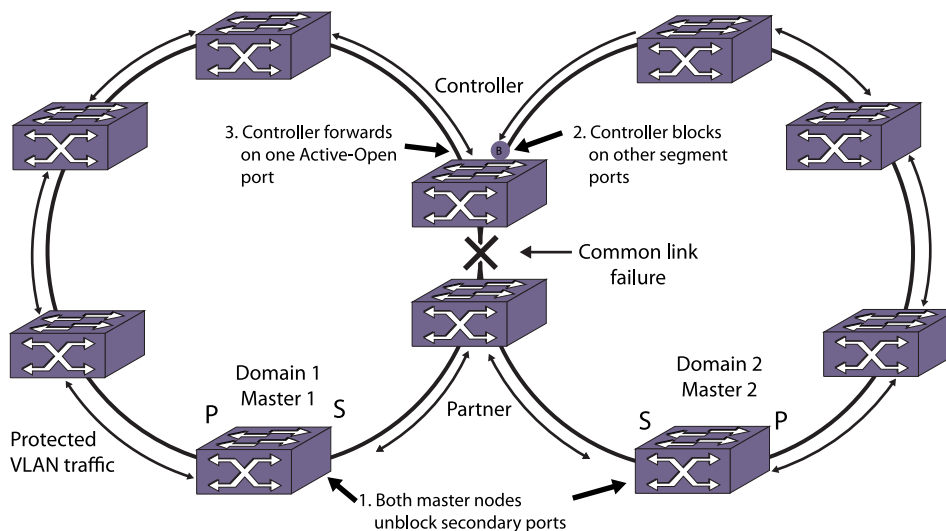 Controller
3. Controller forwards
on one Active-Open
port
B
2. Controller blocks
on other segment
ports
Common link
failure
Domain 1
Master 1
P
S
Partner
Domain 2
Master 2
S
P
Protected
VLAN traffic
1. Both master nodes
unblock secondary ports